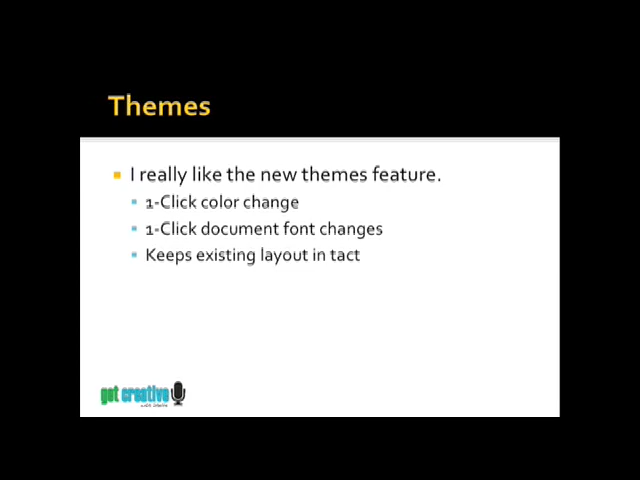 Themes
I really like the new themes feature.
1-Click color change
1-Click document font changes
Keeps existing layout in tact
got creative